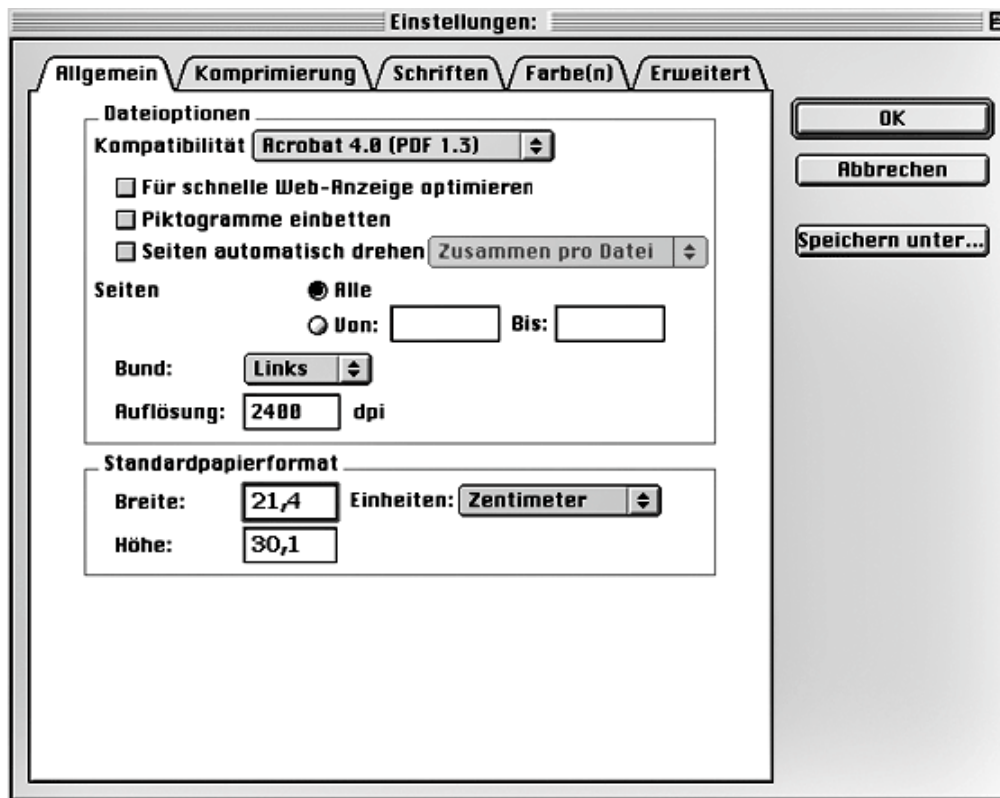 Einstellungen:
Allgemein Komprimierung Schriften Farbe(n) Erweitert
Dateioptionen
Kompatibilität Acrobat 4.0 (PDF 1.3)
Für schnelle Web-Anzeige optimieren
Piktogramme einbetten
Seiten automatisch drehen Zusammen pro Datei
Seiten Alle
Von: Bis:
Bund: Links
Auflösung: 2400 dpi
Standardpapierformat
Breite: 21,4 Einheiten: Zentimeter
Höhe: 30,1
OK
Abbrechen
Speichern unter...